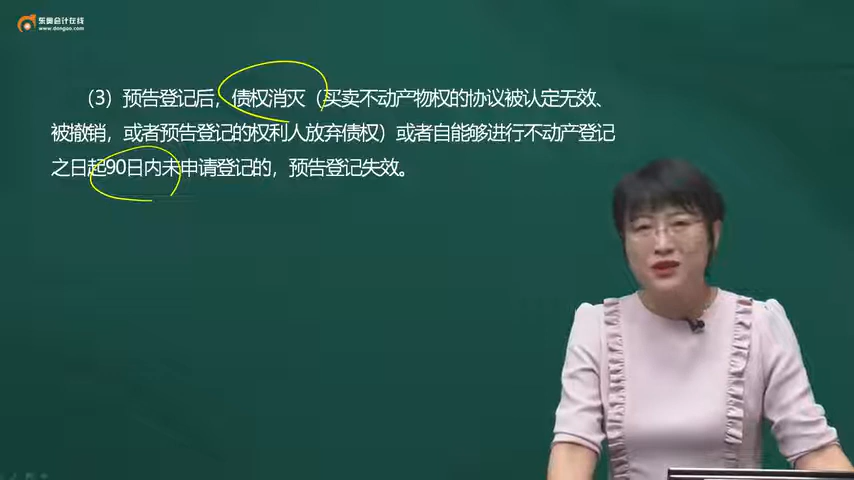 东奥会计在线
www.dongao.com
（3）预告登记后，债权消灭（买卖不动产物权的协议被认定无效、
被撤销，或者预告登记的权利人放弃债权）或者自能够进行不动产登记
之日起90日内未申请登记的，预告登记失效。